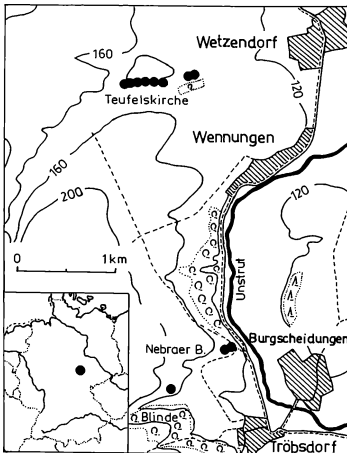 160
Wetzendorf
120
Teufelskirche
Wennungen
160
200
120
0 1km
Unstrut
Nebraer B.
Burgscheidungen
Blinde
Tröbsdorf